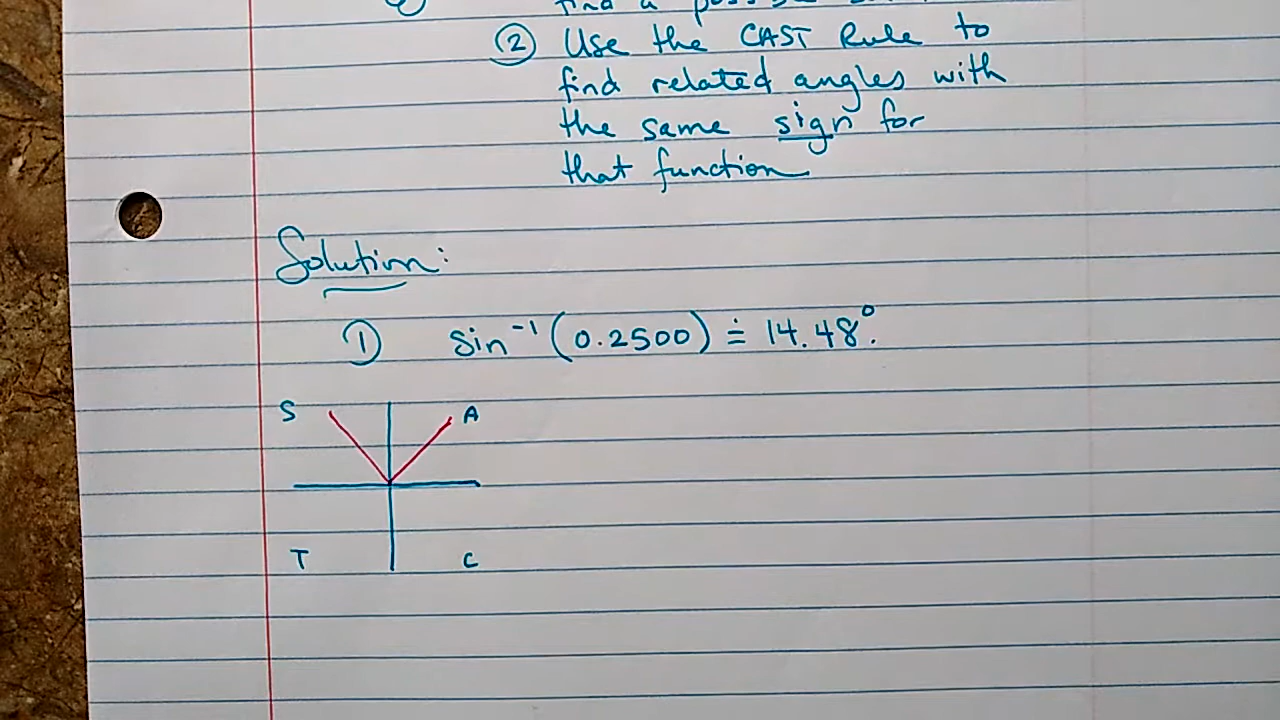 find a
② Use the CAST Rule to
find related angles with
the same sign for
that function
Solution:
① sin⁻¹(0.2500) ≐ 14.48°.
S A
T C